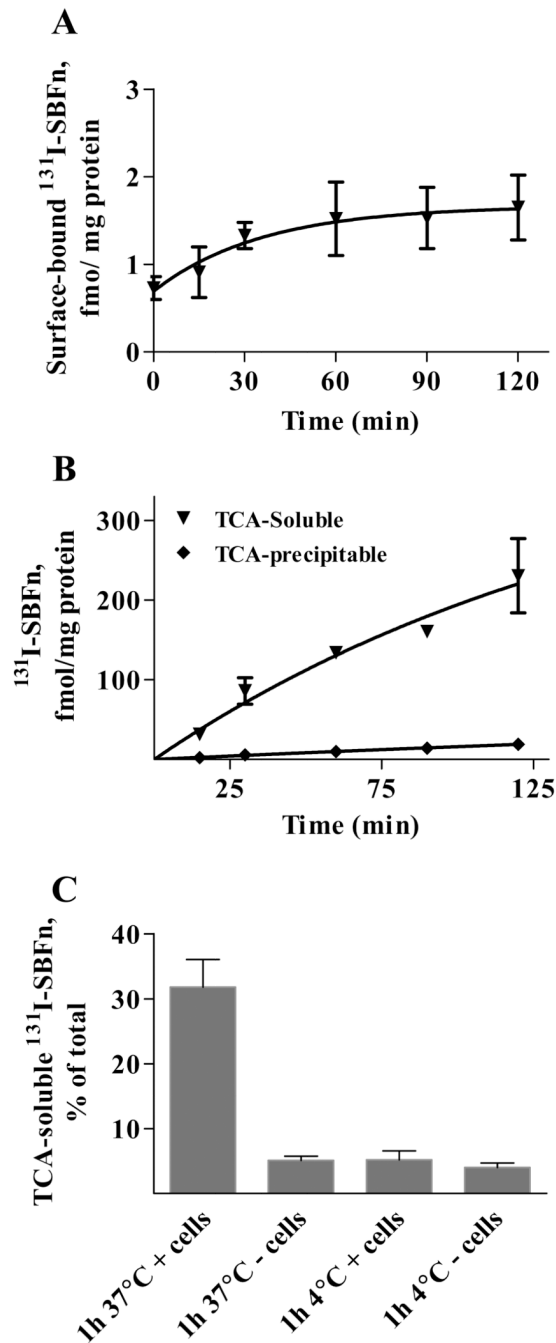 A
Surface-bound ¹³¹I-SBFn,
fmo/ mg protein
3
2
1
0
0 30 60 90 120
Time (min)
B
¹³¹I-SBFn,
fmol/mg protein
300
200
100
TCA-Soluble
TCA-precipitable
25 75 125
Time (min)
C
TCA-soluble ¹³¹I-SBFn,
% of total
40
30
20
10
1h 37°C + cells
1h 37°C - cells
1h 4°C + cells
1h 4°C - cells